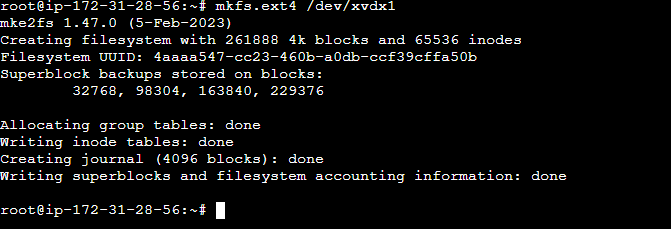 root@ip-172-31-28-56:~# mkfs.ext4 /dev/xvdx1
mke2fs 1.47.0 (5-Feb-2023)
Creating filesystem with 261888 4k blocks and 65536 inodes
Filesystem UUID: 4aaaa547-cc23-460b-a0db-ccf39cffa50b
Superblock backups stored on blocks:
        32768, 98304, 163840, 229376
Allocating group tables: done
Writing inode tables: done
Creating journal (4096 blocks): done
Writing superblocks and filesystem accounting information: done
root@ip-172-31-28-56:~#